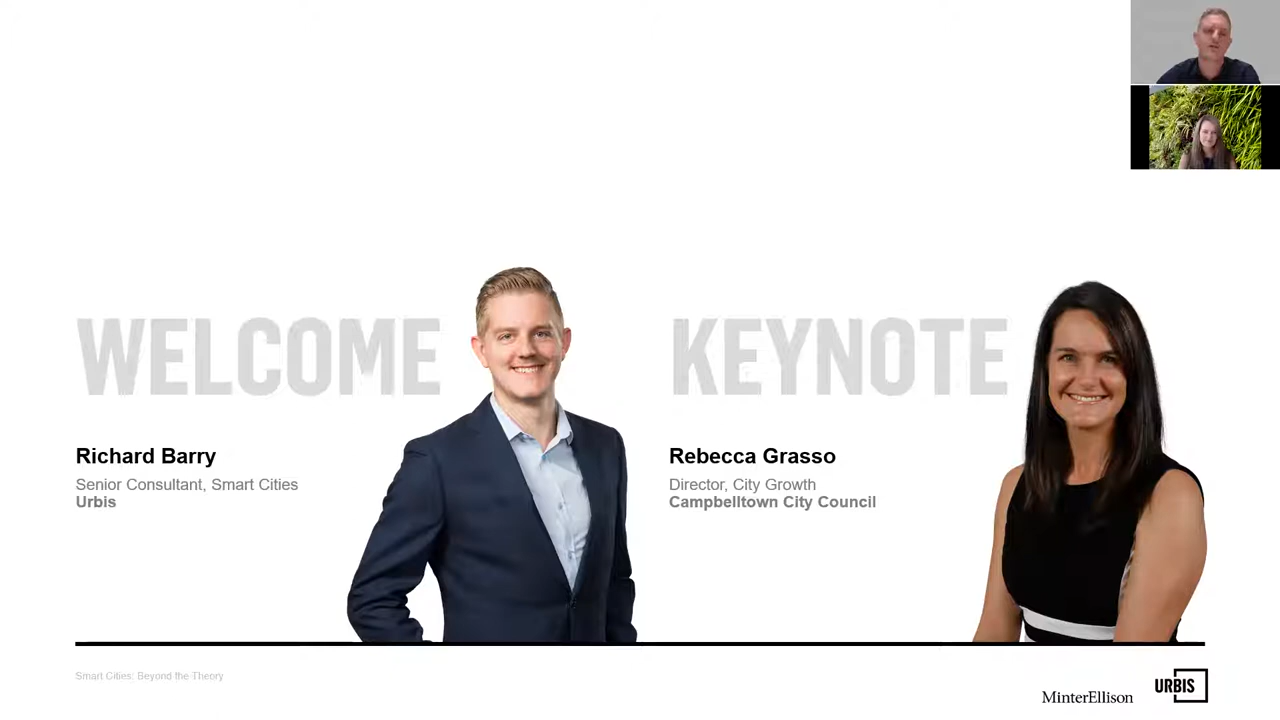 WELCOME
Richard Barry
Senior Consultant, Smart Cities
Urbis
KEYNOTE
Rebecca Grasso
Director, City Growth
Campbelltown City Council
Smart Cities: Beyond the Theory
MinterEllison
URBIS